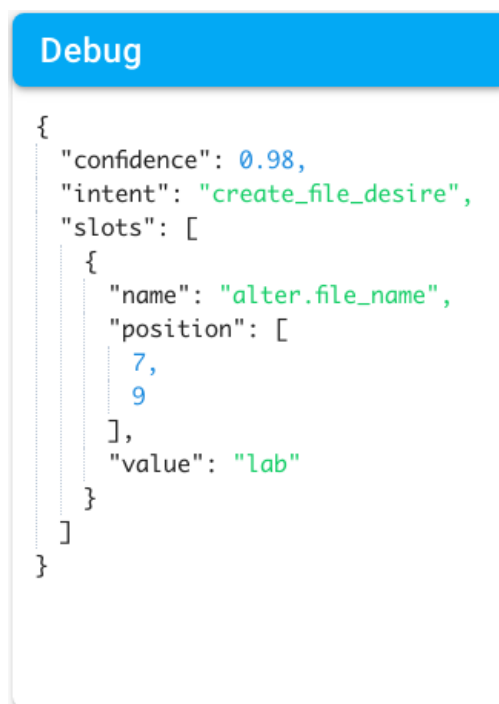 Debug
{
"confidence": 0.98,
"intent": "create_file_desire",
"slots": [
{
"name": "alter.file_name",
"position": [
7,
9
],
"value": "lab"
}
]
}